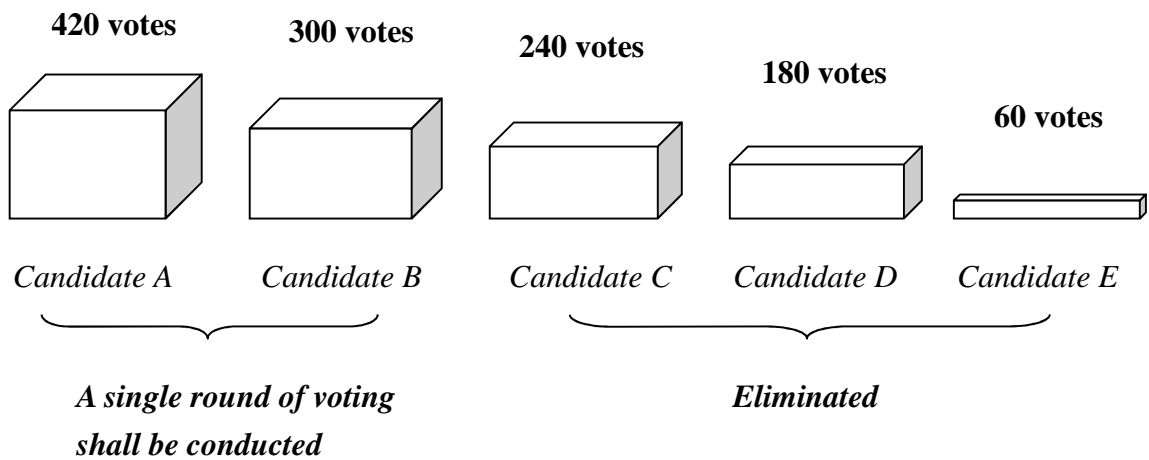 420 votes
300 votes
240 votes
180 votes
60 votes
Candidate A
Candidate B
Candidate C
Candidate D
Candidate E
A single round of voting
shall be conducted
Eliminated